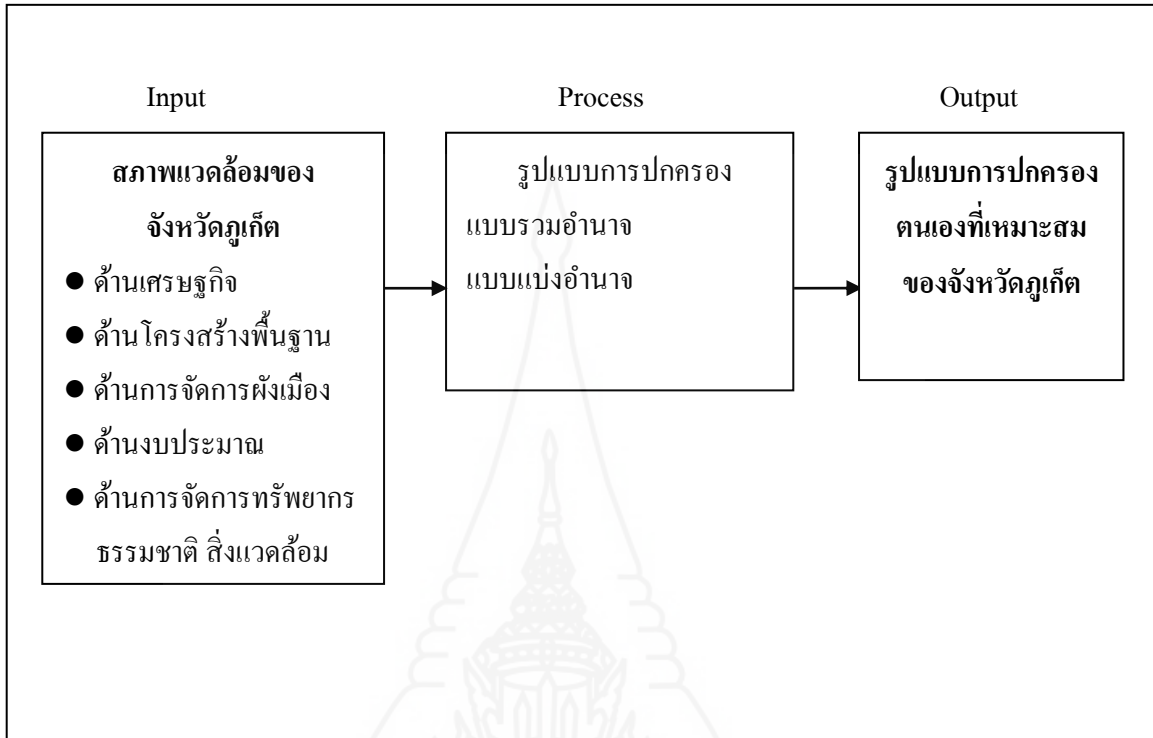 Input
Process
Output
สภาพแวดล้อมของ
จังหวัดภูเก็ต
● ด้านเศรษฐกิจ
● ด้านโครงสร้างพื้นฐาน
● ด้านการจัดการผังเมือง
● ด้านงบประมาณ
● ด้านการจัดการทรัพยากร
ธรรมชาติ สิ่งแวดล้อม
รูปแบบการปกครอง
แบบรวมอำนาจ
แบบแบ่งอำนาจ
รูปแบบการปกครอง
ตนเองที่เหมาะสม
ของจังหวัดภูเก็ต